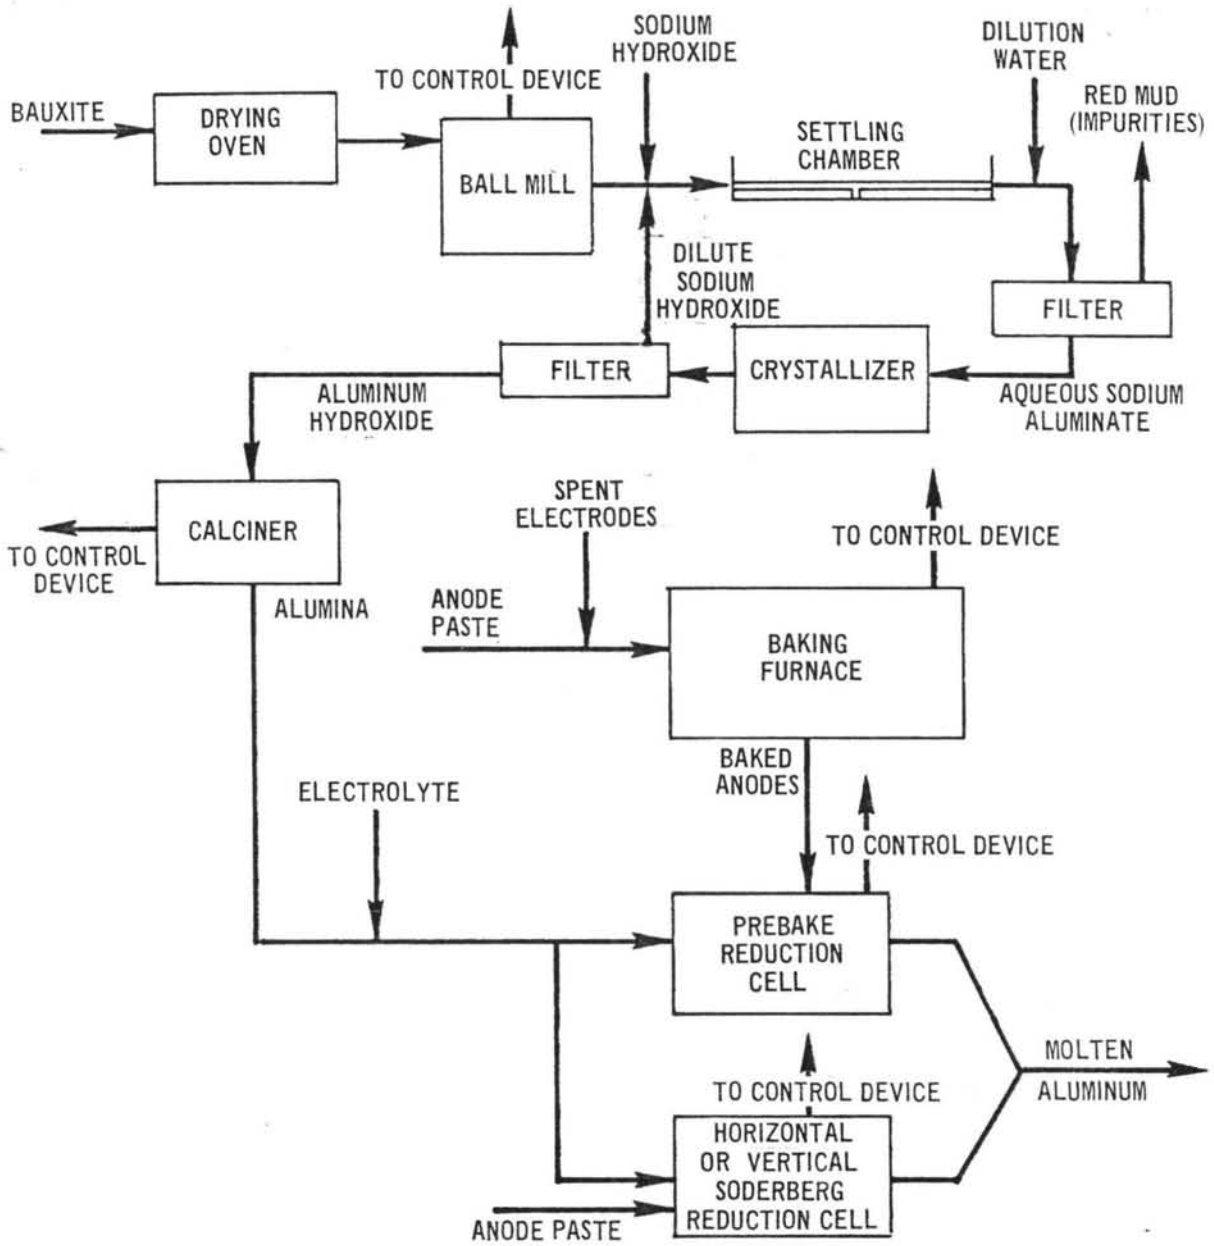 SODIUM
HYDROXIDE
DILUTION
WATER
TO CONTROL DEVICE
RED MUD
(IMPURITIES)
BAUXITE
DRYING
OVEN
SETTLING
CHAMBER
BALL MILL
DILUTE
SODIUM
HYDROXIDE
FILTER
CRYSTALLIZER
FILTER
AQUEOUS SODIUM
ALUMINATE
ALUMINUM
HYDROXIDE
CALCINER
TO CONTROL
DEVICE
ALUMINA
SPENT
ELECTRODES
TO CONTROL DEVICE
ANODE
PASTE
BAKING
FURNACE
BAKED
ANODES
ELECTROLYTE
TO CONTROL DEVICE
PREBAKE
REDUCTION
CELL
MOLTEN
ALUMINUM
TO CONTROL DEVICE
HORIZONTAL
OR VERTICAL
SODERBERG
REDUCTION CELL
ANODE PASTE